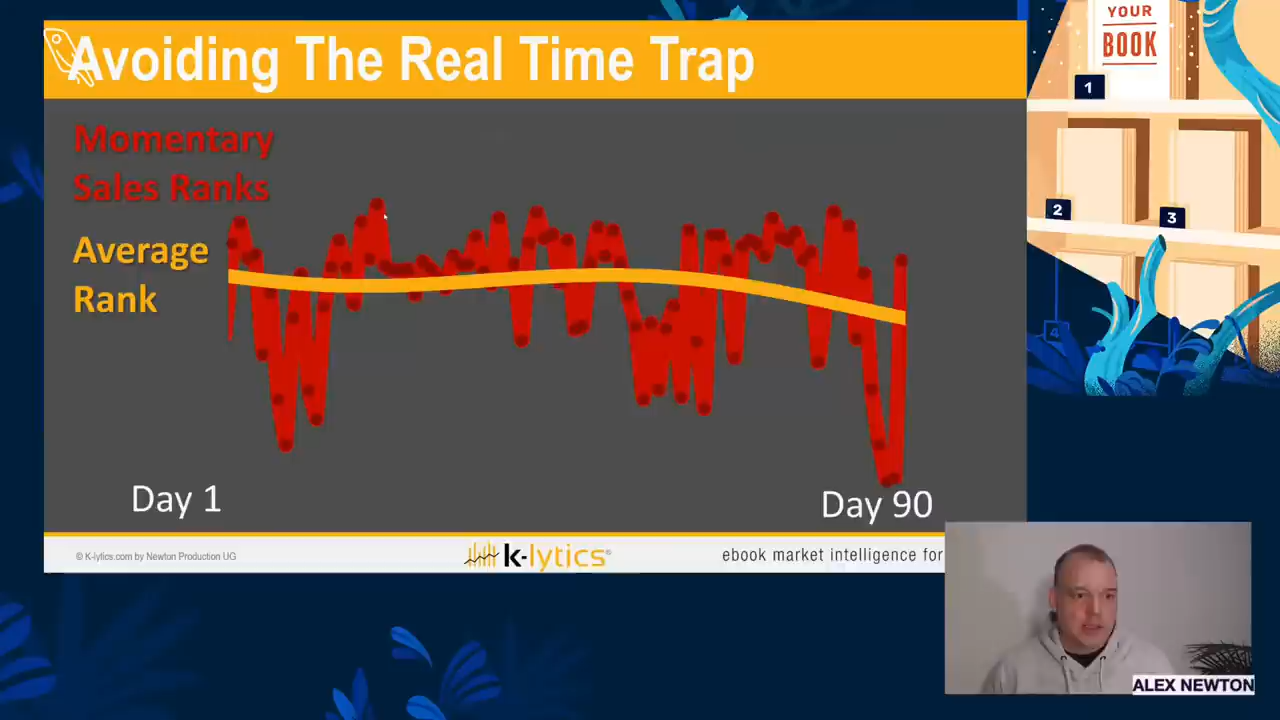 Avoiding The Real Time Trap
Momentary
Sales Ranks
Average
Rank
Day 1
Day 90
© K-lytics.com by Newton Production UG
k-lytics®
ebook market intelligence for
YOUR
BOOK
1
2
3
4
ALEX NEWTON